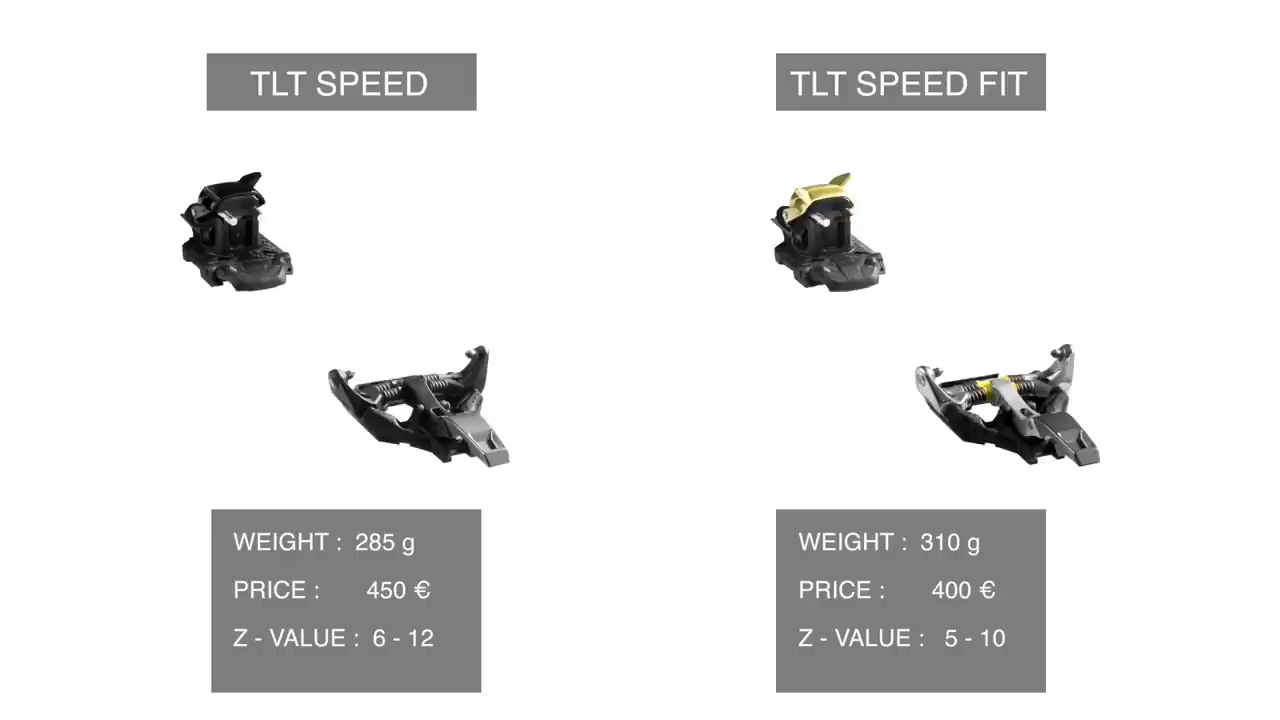 TLT SPEED
WEIGHT : 285 g
PRICE : 450 €
Z - VALUE : 6 - 12
TLT SPEED FIT
WEIGHT : 310 g
PRICE : 400 €
Z - VALUE : 5 - 10